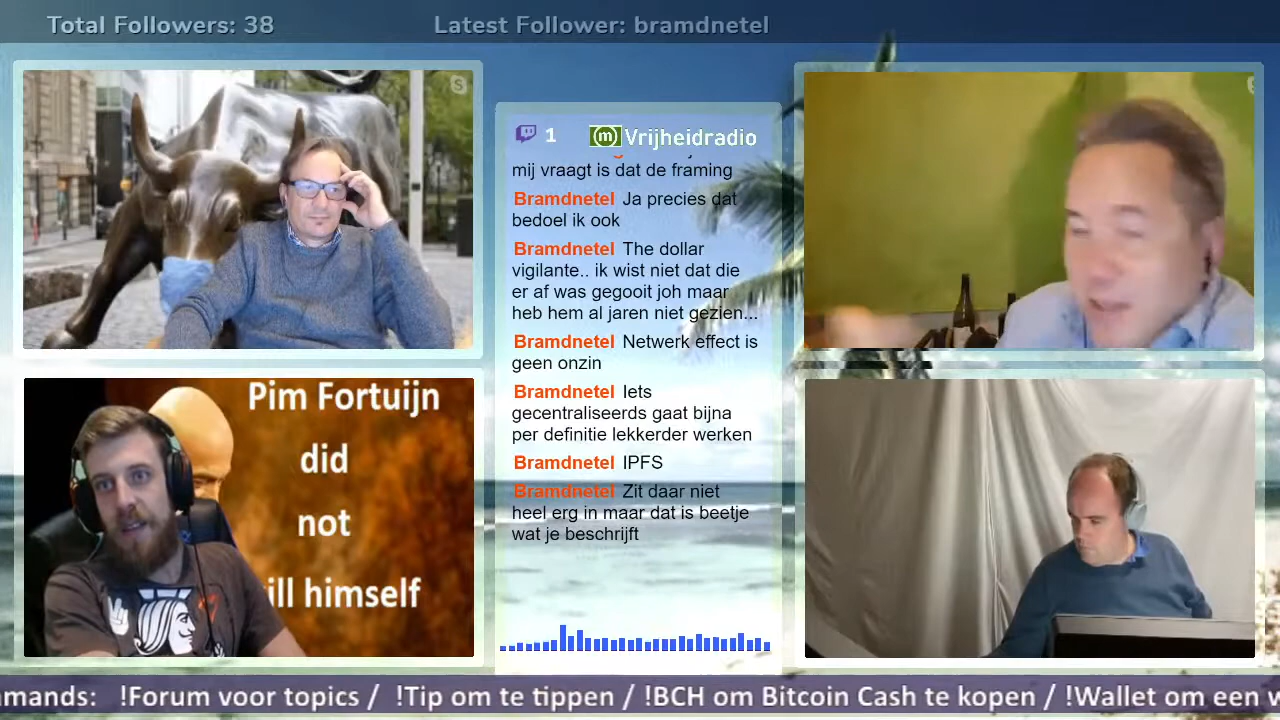 Total Followers: 38
Latest Follower: bramdnetel
1
(m) Vrijheidradio
mij vraagt is dat de framing
Bramdnetel Ja precies dat
bedoel ik ook
Bramdnetel The dollar
vigilante.. ik wist niet dat die
er af was gegooit joh maar
heb hem al jaren niet gezien...
Bramdnetel Netwerk effect is
geen onzin
Bramdnetel Iets
gecentraliseerds gaat bijna
per definitie lekkerder werken
Bramdnetel IPFS
Bramdnetel Zit daar niet
heel erg in maar dat is beetje
wat je beschrijft
Pim Fortuijn
did
not
ill himself
mmands: !Forum voor topics / !Tip om te tippen / !BCH om Bitcoin Cash te kopen / !Wallet om een w